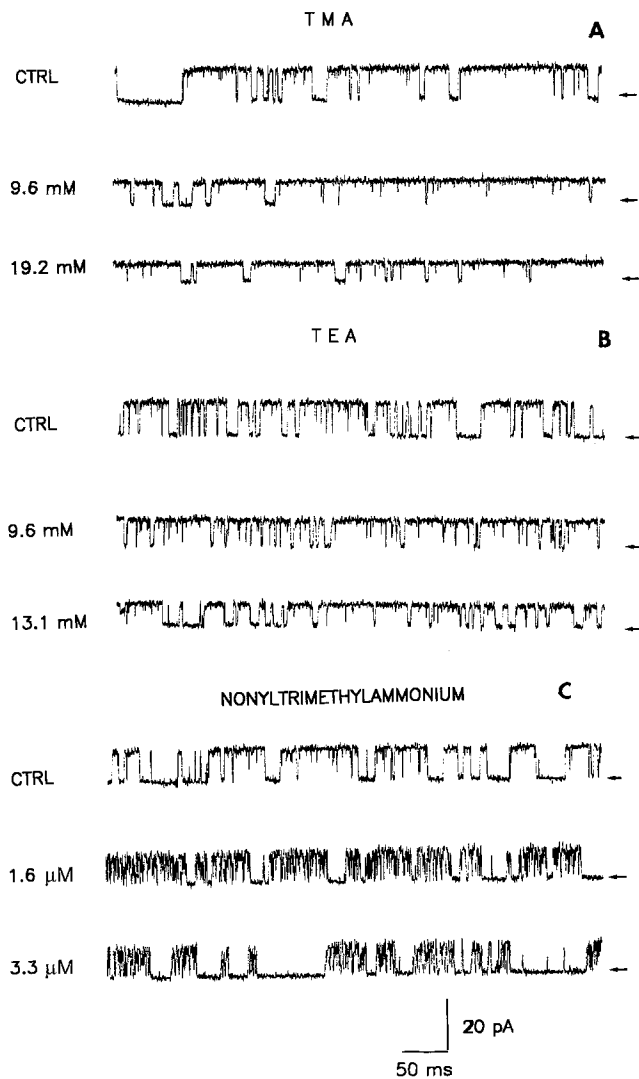 TMA
A
CTRL
9.6 mM
19.2 mM
TEA
B
CTRL
9.6 mM
13.1 mM
NONYLTRIMETHYLAMMONIUM
C
CTRL
1.6 μM
3.3 μM
20 pA
50 ms